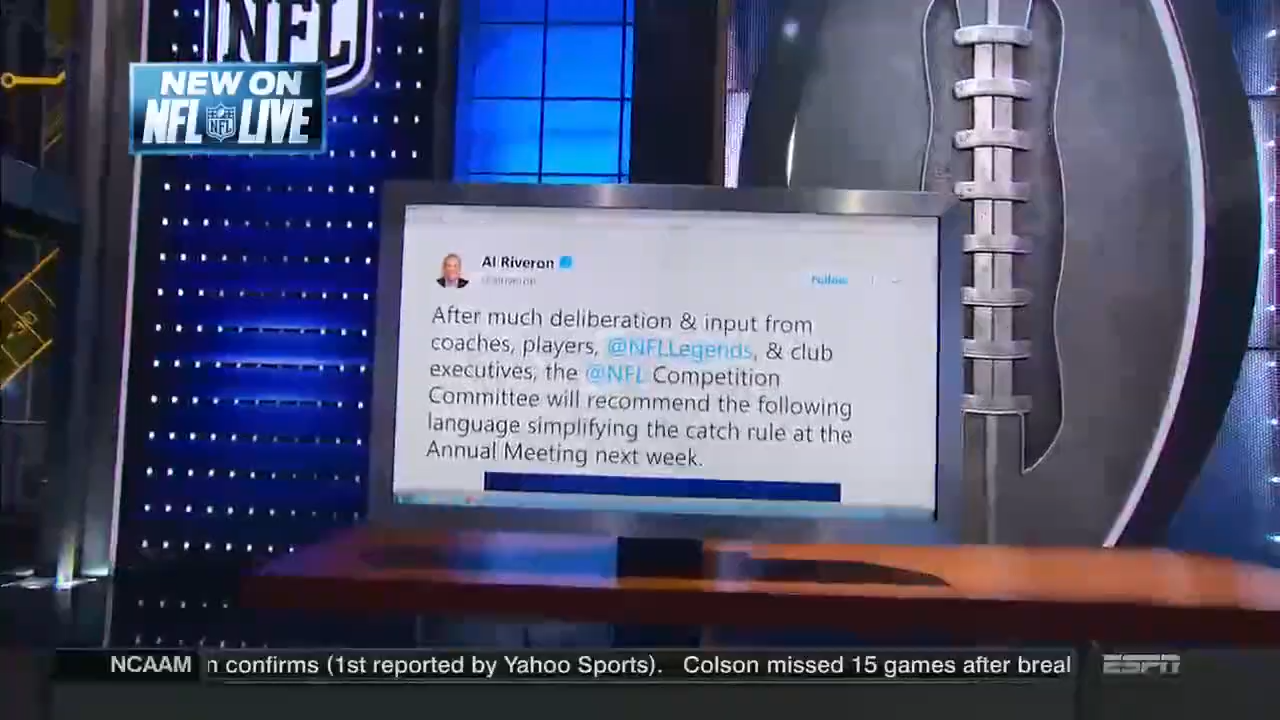 NFL
NEW ON
NFL NFL LIVE
Al Riveron
Follow
After much deliberation & input from
coaches, players, @NFLLegends, & club
executives, the @NFL Competition
Committee will recommend the following
language simplifying the catch rule at the
Annual Meeting next week.
NCAAM n confirms (1st reported by Yahoo Sports). Colson missed 15 games after breal ESPN